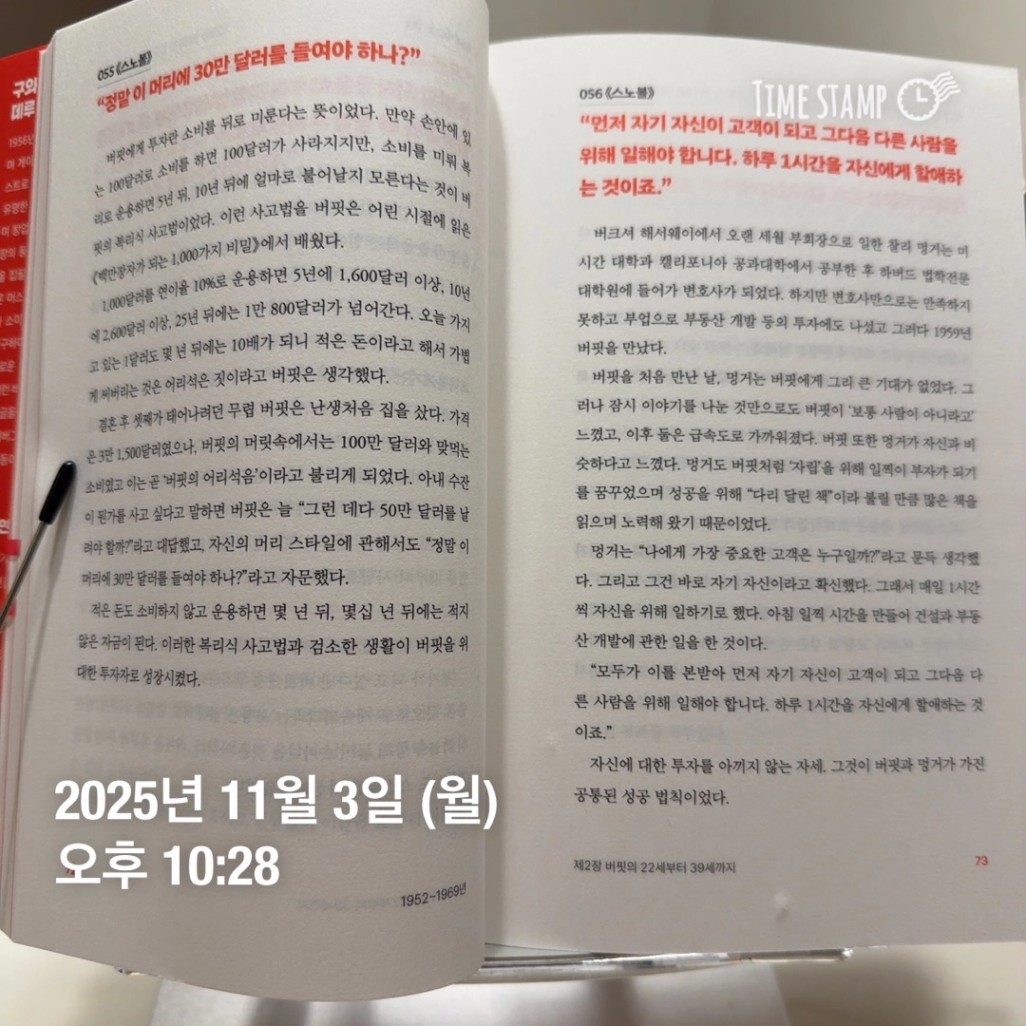 055 《스노볼》
“정말 이 머리에 30만 달러를 들여야 하나?”
버핏에게 투자란 소비를 뒤로 미룬다는 뜻이었다. 만약 손안에 있
는 100달러로 소비를 하면 100달러가 사라지지만, 소비를 미뤄 복
리로 운용하면 5년 뒤, 10년 뒤에 얼마로 불어날지 모른다는 것이 버
핏의 복리식 사고법이었다. 이런 사고법을 버핏은 어린 시절에 읽은
《백만장자가 되는 1,000가지 비밀》에서 배웠다.
1,000달러를 연이율 10%로 운용하면 5년에 1,600달러 이상, 10년
에 2,600달러 이상, 25년 뒤에는 1만 800달러가 넘어간다. 오늘 가지
고 있는 1달러도 몇 년 뒤에는 10배가 되니 적은 돈이라고 해서 가볍
게 써버리는 것은 어리석은 짓이라고 버핏은 생각했다.
결혼 후 셋째가 태어나려던 무렵 버핏은 난생처음 집을 샀다. 가격
은 3만 1,500달러였으나, 버핏의 머릿속에서는 100만 달러와 맞먹는
소비였고 이는 곧 ‘버핏의 어리석음’이라고 불리게 되었다. 아내 수잔
이 뭔가를 사고 싶다고 말하면 버핏은 늘 “그런 데다 50만 달러를 날
려야 할까?”라고 대답했고, 자신의 머리 스타일에 관해서도 “정말 이
머리에 30만 달러를 들여야 하나?”라고 자문했다.
적은 돈도 소비하지 않고 운용하면 몇 년 뒤, 몇십 년 뒤에는 적지
않은 자금이 된다. 이러한 복리식 사고법과 검소한 생활이 버핏을 위
대한 투자자로 성장시켰다.
1952~1969년
056 《스노볼》
“먼저 자기 자신이 고객이 되고 그다음 다른 사람을
위해 일해야 합니다. 하루 1시간을 자신에게 할애하
는 것이죠.”
버크셔 해서웨이에서 오랜 세월 부회장으로 일한 찰리 멍거는 미
시간 대학과 캘리포니아 공과대학에서 공부한 후 하버드 법학전문
대학원에 들어가 변호사가 되었다. 하지만 변호사만으로는 만족하지
못하고 부업으로 부동산 개발 등의 투자에도 나섰고 그러다 1959년
버핏을 만났다.
버핏을 처음 만난 날, 멍거는 버핏에게 그리 큰 기대가 없었다. 그
러나 잠시 이야기를 나눈 것만으로도 버핏이 ‘보통 사람이 아니라고’
느꼈고, 이후 둘은 급속도로 가까워졌다. 버핏 또한 멍거가 자신과 비
슷하다고 느꼈다. 멍거도 버핏처럼 ‘자립’을 위해 일찍이 부자가 되기
를 꿈꾸었으며 성공을 위해 “다리 달린 책”이라 불릴 만큼 많은 책을
읽으며 노력해 왔기 때문이었다.
멍거는 “나에게 가장 중요한 고객은 누구일까?”라고 문득 생각했
다. 그리고 그건 바로 자기 자신이라고 확신했다. 그래서 매일 1시간
씩 자신을 위해 일하기로 했다. 아침 일찍 시간을 만들어 건설과 부동
산 개발에 관한 일을 한 것이다.
“모두가 이를 본받아 먼저 자기 자신이 고객이 되고 그다음 다
른 사람을 위해 일해야 합니다. 하루 1시간을 자신에게 할애하는 것
이죠.”
자신에 대한 투자를 아끼지 않는 자세. 그것이 버핏과 멍거가 가진
공통된 성공 법칙이었다.
제2장 버핏의 22세부터 39세까지
73
TIME STAMP
2025년 11월 3일 (월)
오후 10:28